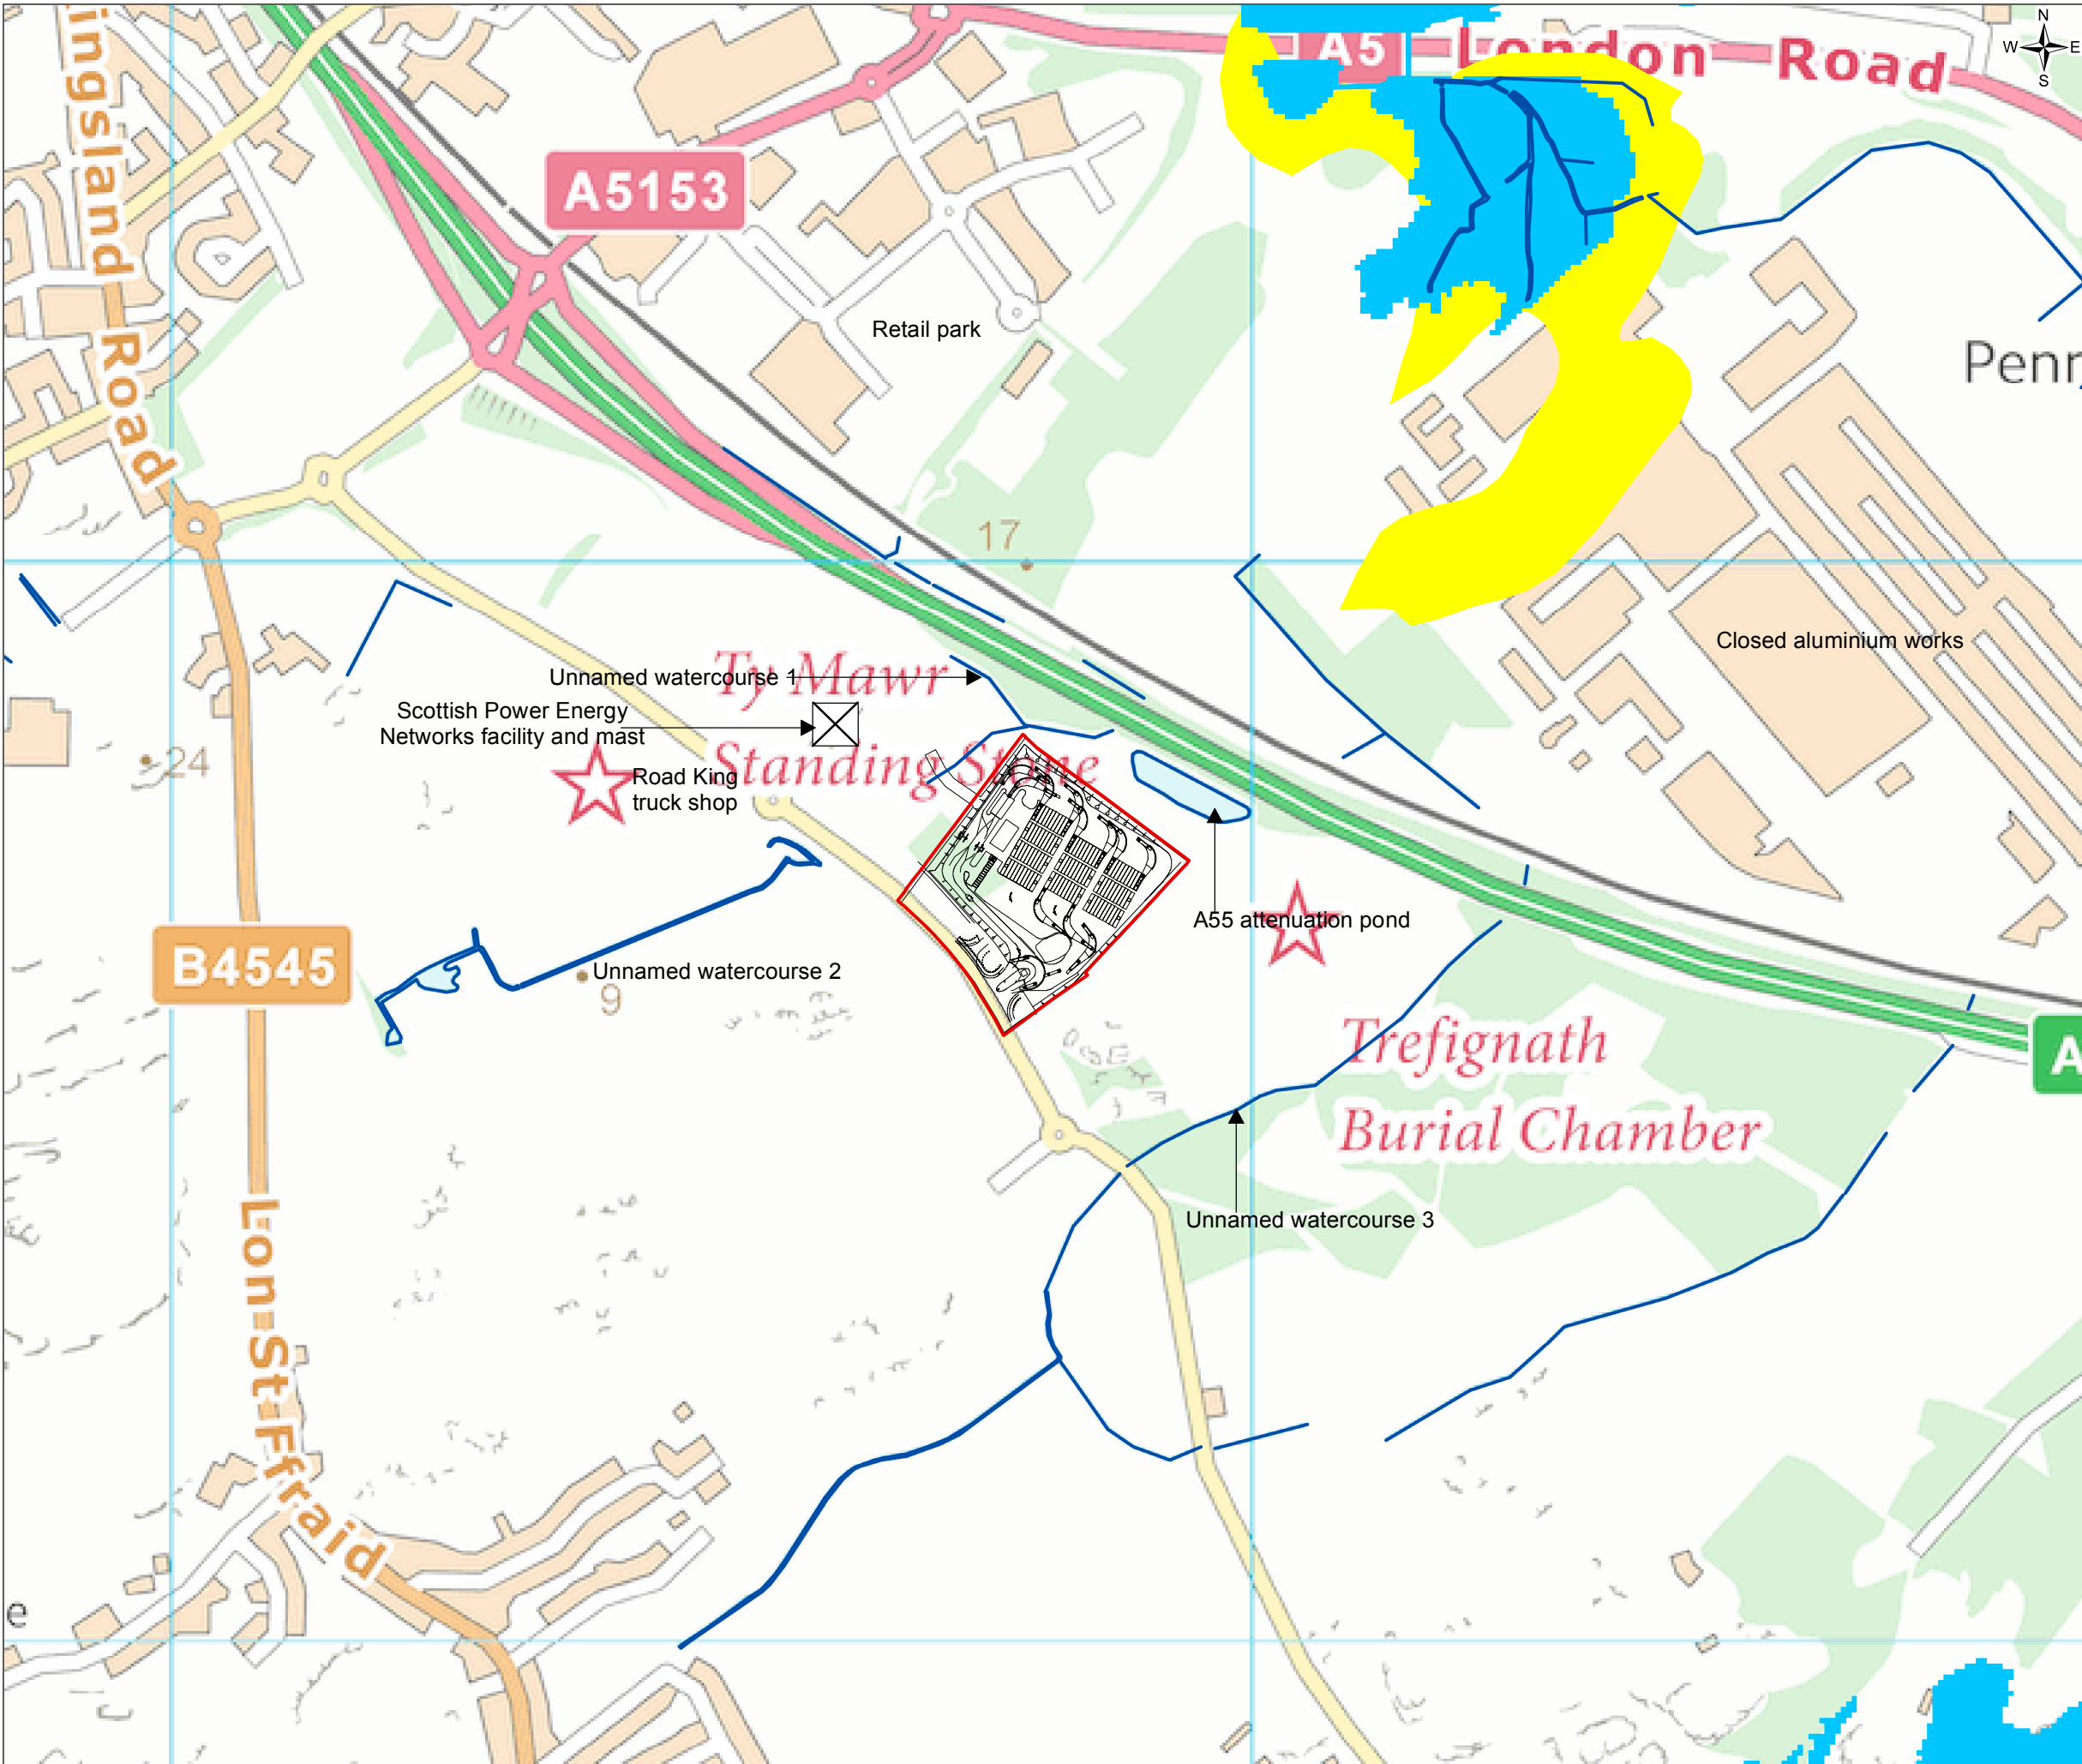 N
W E
S
ingsland
Road
A5 London Road
A5153
Retail park
Penr
17
Closed aluminium works
Unnamed watercourse 1
Ty Mawr
Standing Stone
Scottish Power Energy
Networks facility and mast
24
Road King
truck shop
A55 attenuation pond
B4545
Unnamed watercourse 2
9
Trefignath
Burial Chamber
A
Unnamed watercourse 3
Lon St Ffraid
e